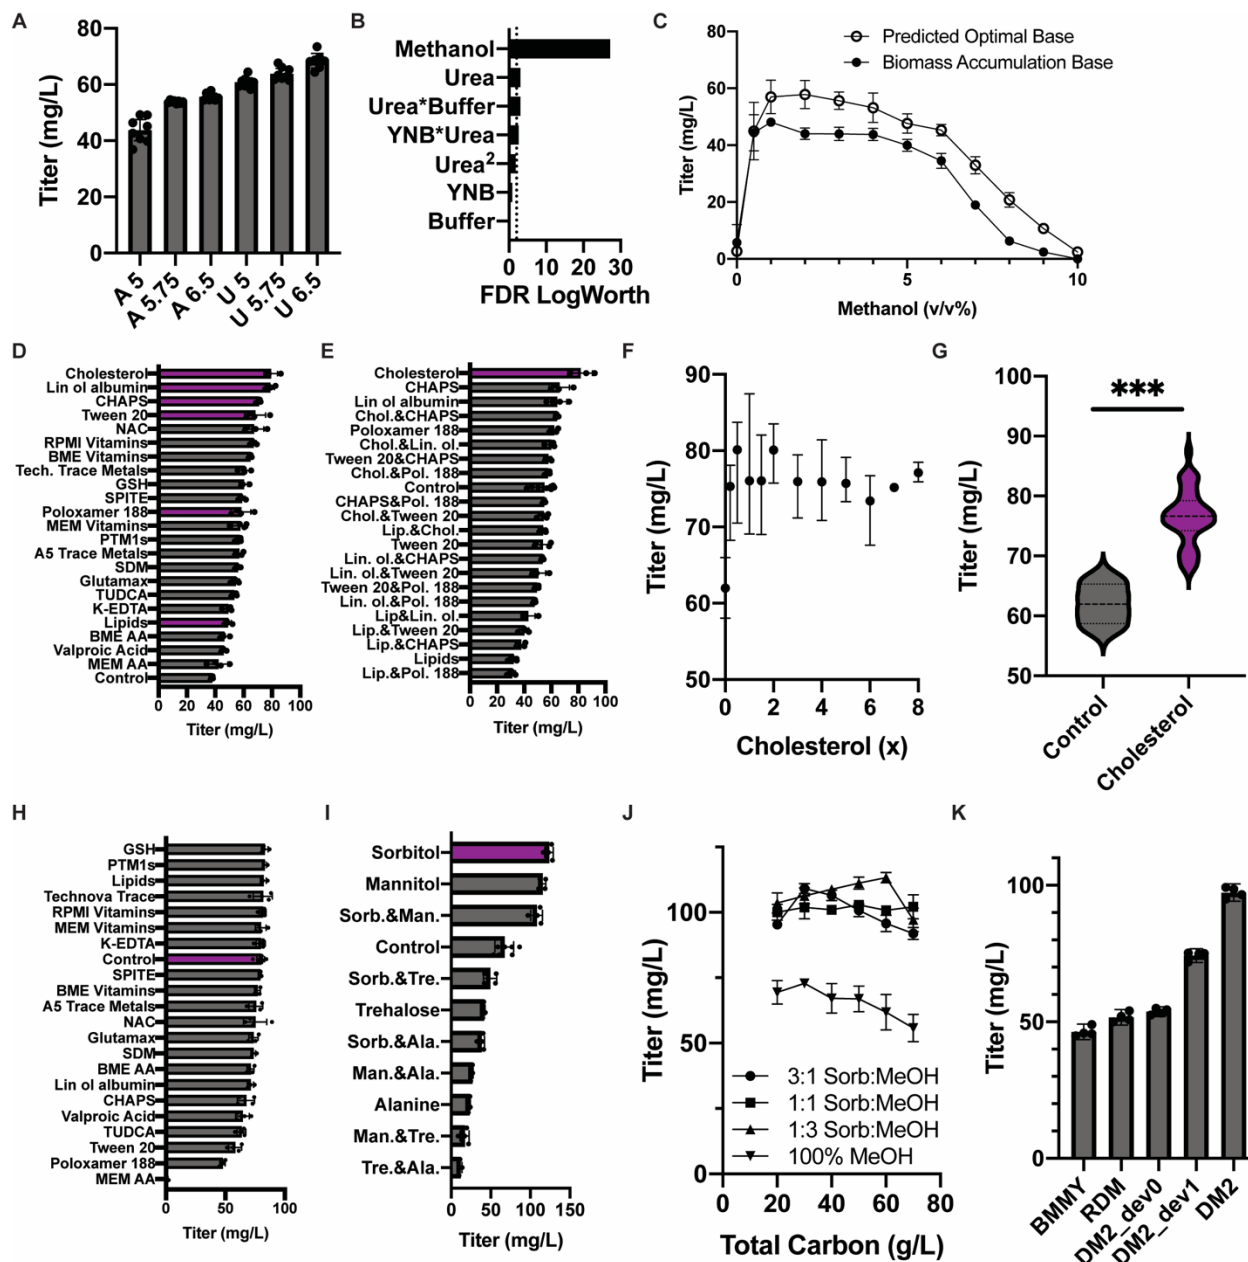 A
Titer (mg/L)
80
60
40
20
0
A 5
A 5.75
A 6.5
U 5
U 5.75
U 6.5
B
Methanol
Urea
Urea*Buffer
YNB*Urea
Urea²
YNB
Buffer
0 10 20 30
FDR LogWorth
C
Predicted Optimal Base
Biomass Accumulation Base
Titer (mg/L)
80
60
40
20
0
0 5 10
Methanol (v/v%)
D
Cholesterol
Lin ol albumin
CHAPS
Tween 20
NAC
RPMI Vitamins
BME Vitamins
Tech. Trace Metals
GSH
SPITE
Poloxamer 188
MEM Vitamins
PTM1s
A5 Trace Metals
SDM
Glutamax
TUDCA
K-EDTA
Lipids
BME AA
Valproic Acid
MEM AA
Control
0 20 40 60 80 100
Titer (mg/L)
E
Cholesterol
CHAPS
Lin ol albumin
Chol.&CHAPS
Poloxamer 188
Chol.&Lin. ol.
Tween 20&CHAPS
Chol.&Pol. 188
Control
CHAPS&Pol. 188
Chol.&Tween 20
Lip.&Chol.
Tween 20
Lin. ol.&CHAPS
Lin. ol.&Tween 20
Tween 20&Pol. 188
Lin. ol.&Pol. 188
Lip&Lin. ol.
Lip.&Tween 20
Lip.&CHAPS
Lipids
Lip.&Pol. 188
0 20 40 60 80 100
Titer (mg/L)
F
Titer (mg/L)
90
80
70
60
50
0 2 4 6 8
Cholesterol (x)
G
***
Titer (mg/L)
100
90
80
70
60
50
Control
Cholesterol
H
GSH
PTM1s
Lipids
Technova Trace
RPMI Vitamins
MEM Vitamins
K-EDTA
Control
SPITE
BME Vitamins
A5 Trace Metals
NAC
Glutamax
SDM
BME AA
Lin ol albumin
CHAPS
Valproic Acid
TUDCA
Tween 20
Poloxamer 188
MEM AA
0 50 100
Titer (mg/L)
I
Sorbitol
Mannitol
Sorb.&Man.
Control
Sorb.&Tre.
Trehalose
Sorb.&Ala.
Man.&Ala.
Alanine
Man.&Tre.
Tre.&Ala.
0 50 100 150
Titer (mg/L)
J
Titer (mg/L)
100
50
0
3:1 Sorb:MeOH
1:1 Sorb:MeOH
1:3 Sorb:MeOH
100% MeOH
0 20 40 60 80
Total Carbon (g/L)
K
Titer (mg/L)
100
50
0
BMMY
RDM
DM2_dev0
DM2_dev1
DM2